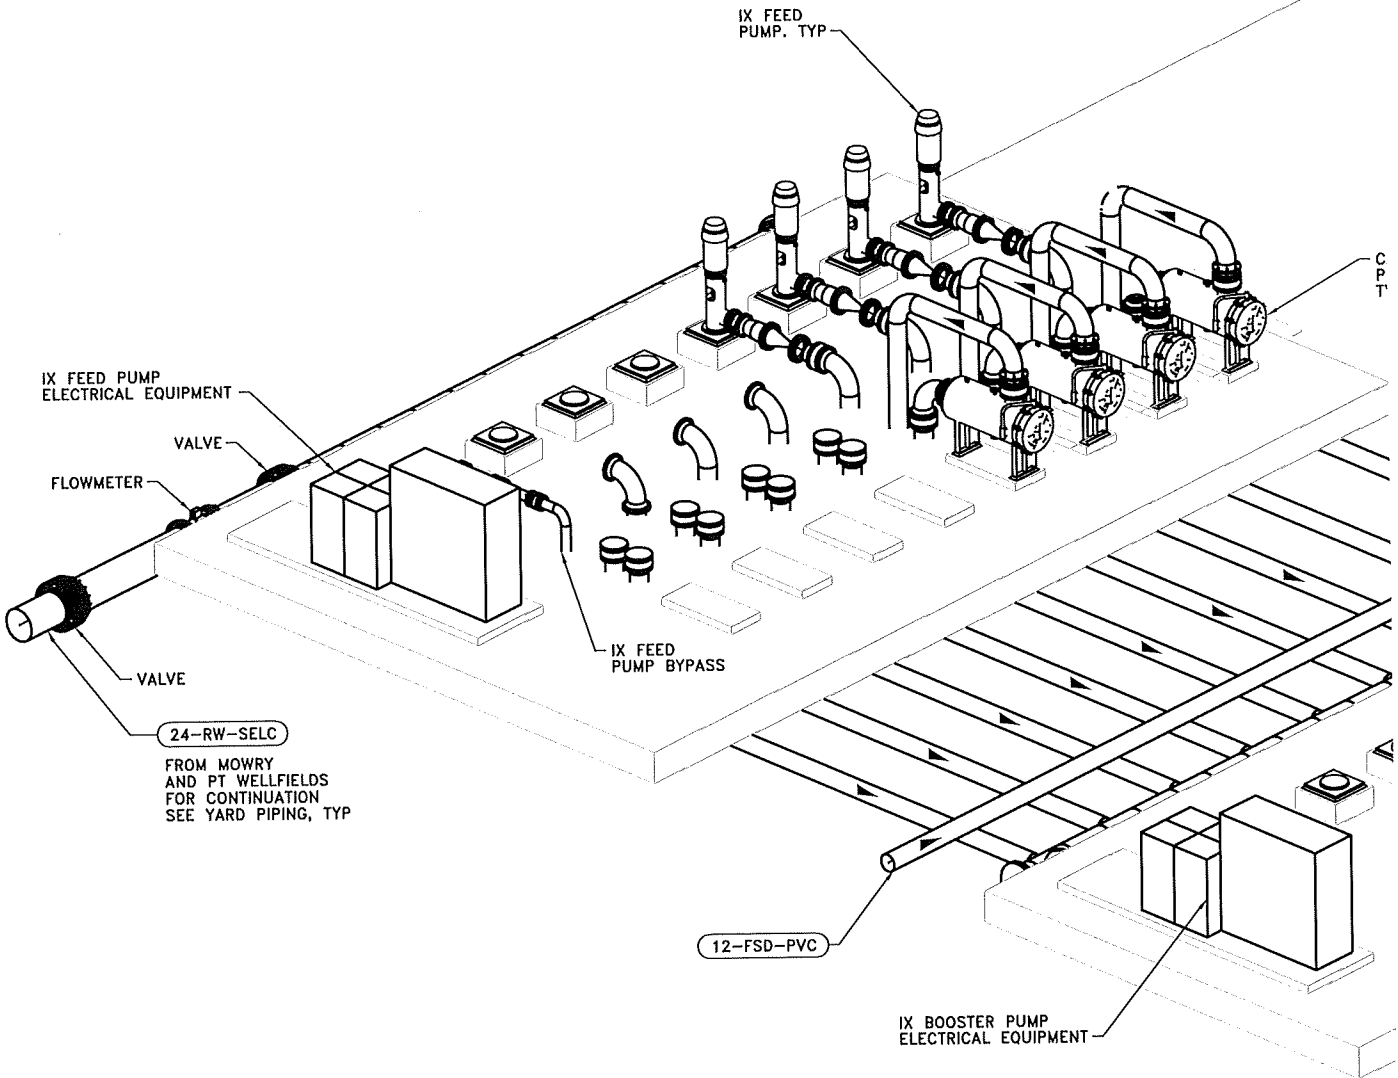 IX FEED
PUMP. TYP
C
P
T
IX FEED PUMP
ELECTRICAL EQUIPMENT
VALVE
FLOWMETER
IX FEED
PUMP BYPASS
VALVE
24-RW-SELC
FROM MOWRY
AND PT WELLFIELDS
FOR CONTINUATION
SEE YARD PIPING, TYP
12-FSD-PVC
IX BOOSTER PUMP
ELECTRICAL EQUIPMENT